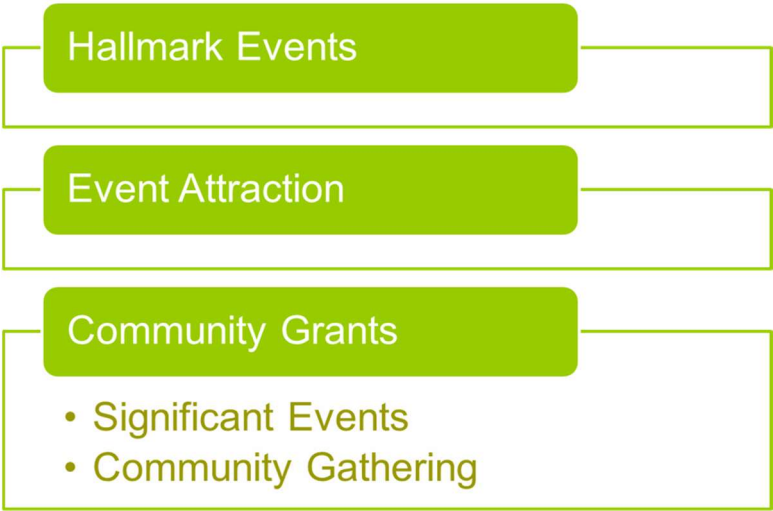 Hallmark Events
Event Attraction
Community Grants
• Significant Events
• Community Gathering